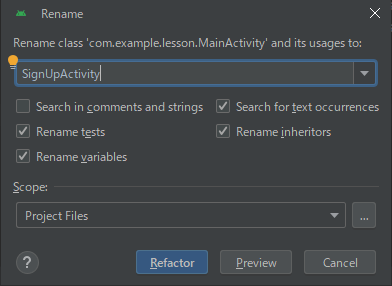 Rename
Rename class 'com.example.lesson.MainActivity' and its usages to:
SignUpActivity
Search in comments and strings
Search for text occurrences
Rename tests
Rename inheritors
Rename variables
Scope:
Project Files
...
?
Refactor
Preview
Cancel